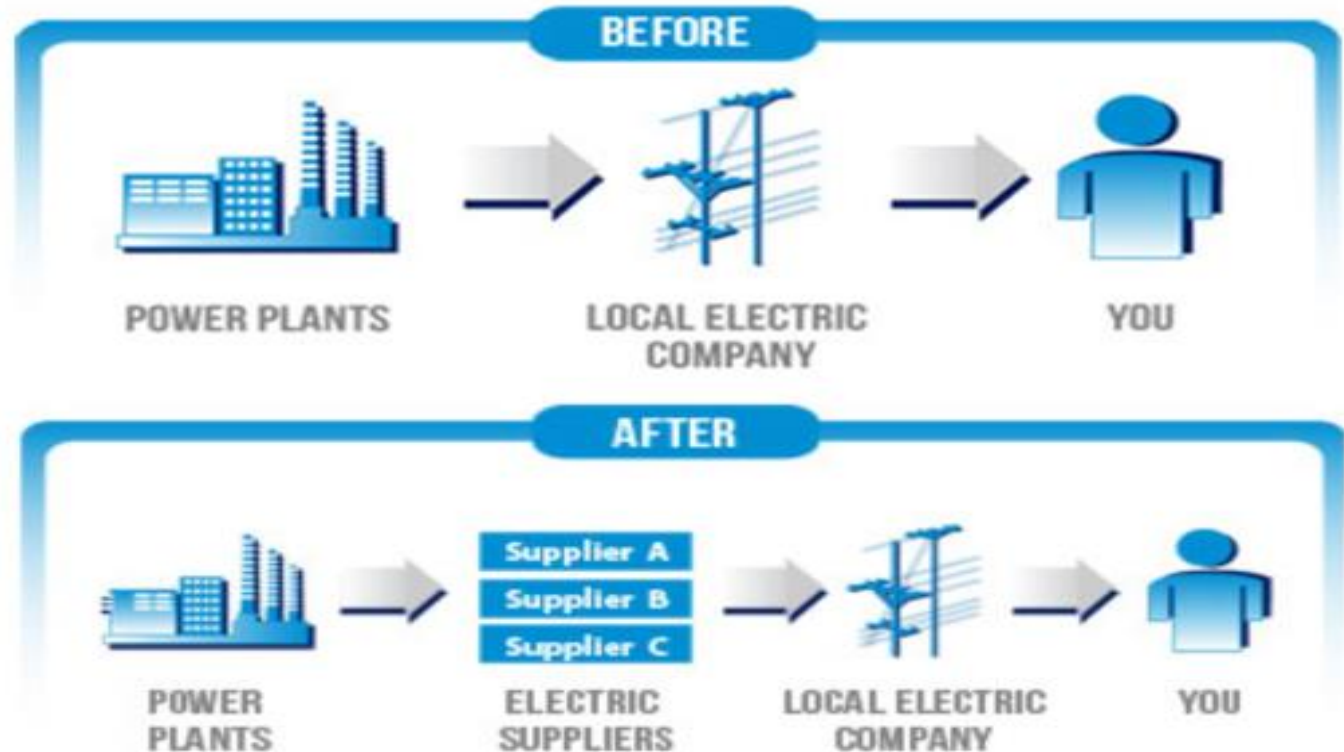 BEFORE
POWER PLANTS
LOCAL ELECTRIC
COMPANY
YOU
AFTER
Supplier A
Supplier B
Supplier C
POWER
PLANTS
ELECTRIC
SUPPLIERS
LOCAL ELECTRIC
COMPANY
YOU